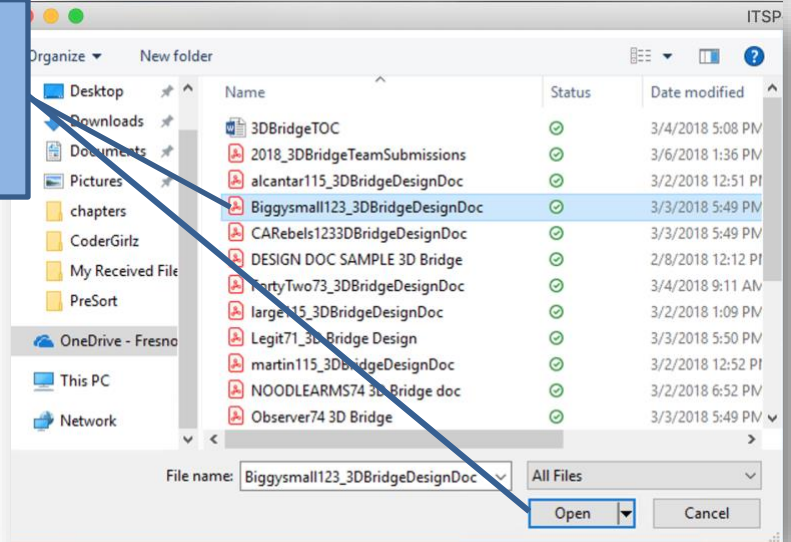 ITSP
Organize New folder
Desktop
Downloads
Documents
Pictures
chapters
CoderGirlz
My Received File
PreSort
OneDrive - Fresno
This PC
Network
Name Status Date modified
3DBridgeTOC 3/4/2018 5:08 PM
2018_3DBridgeTeamSubmissions 3/6/2018 1:36 PM
alcantar115_3DBridgeDesignDoc 3/2/2018 12:51 PM
Biggysmall123_3DBridgeDesignDoc 3/3/2018 5:49 PM
CARebels1233DBridgeDesignDoc 3/3/2018 5:49 PM
DESIGN DOC SAMPLE 3D Bridge 2/8/2018 12:12 PM
FortyTwo73_3DBridgeDesignDoc 3/4/2018 9:11 AM
large115_3DBridgeDesignDoc 3/2/2018 1:09 PM
Legit71_3D Bridge Design 3/3/2018 5:50 PM
martin115_3DBridgeDesignDoc 3/2/2018 12:52 PM
NOODLEARMS74 3D Bridge doc 3/2/2018 6:52 PM
Observer74 3D Bridge 3/3/2018 5:49 PM
File name: Biggysmall123_3DBridgeDesignDoc All Files
Open Cancel